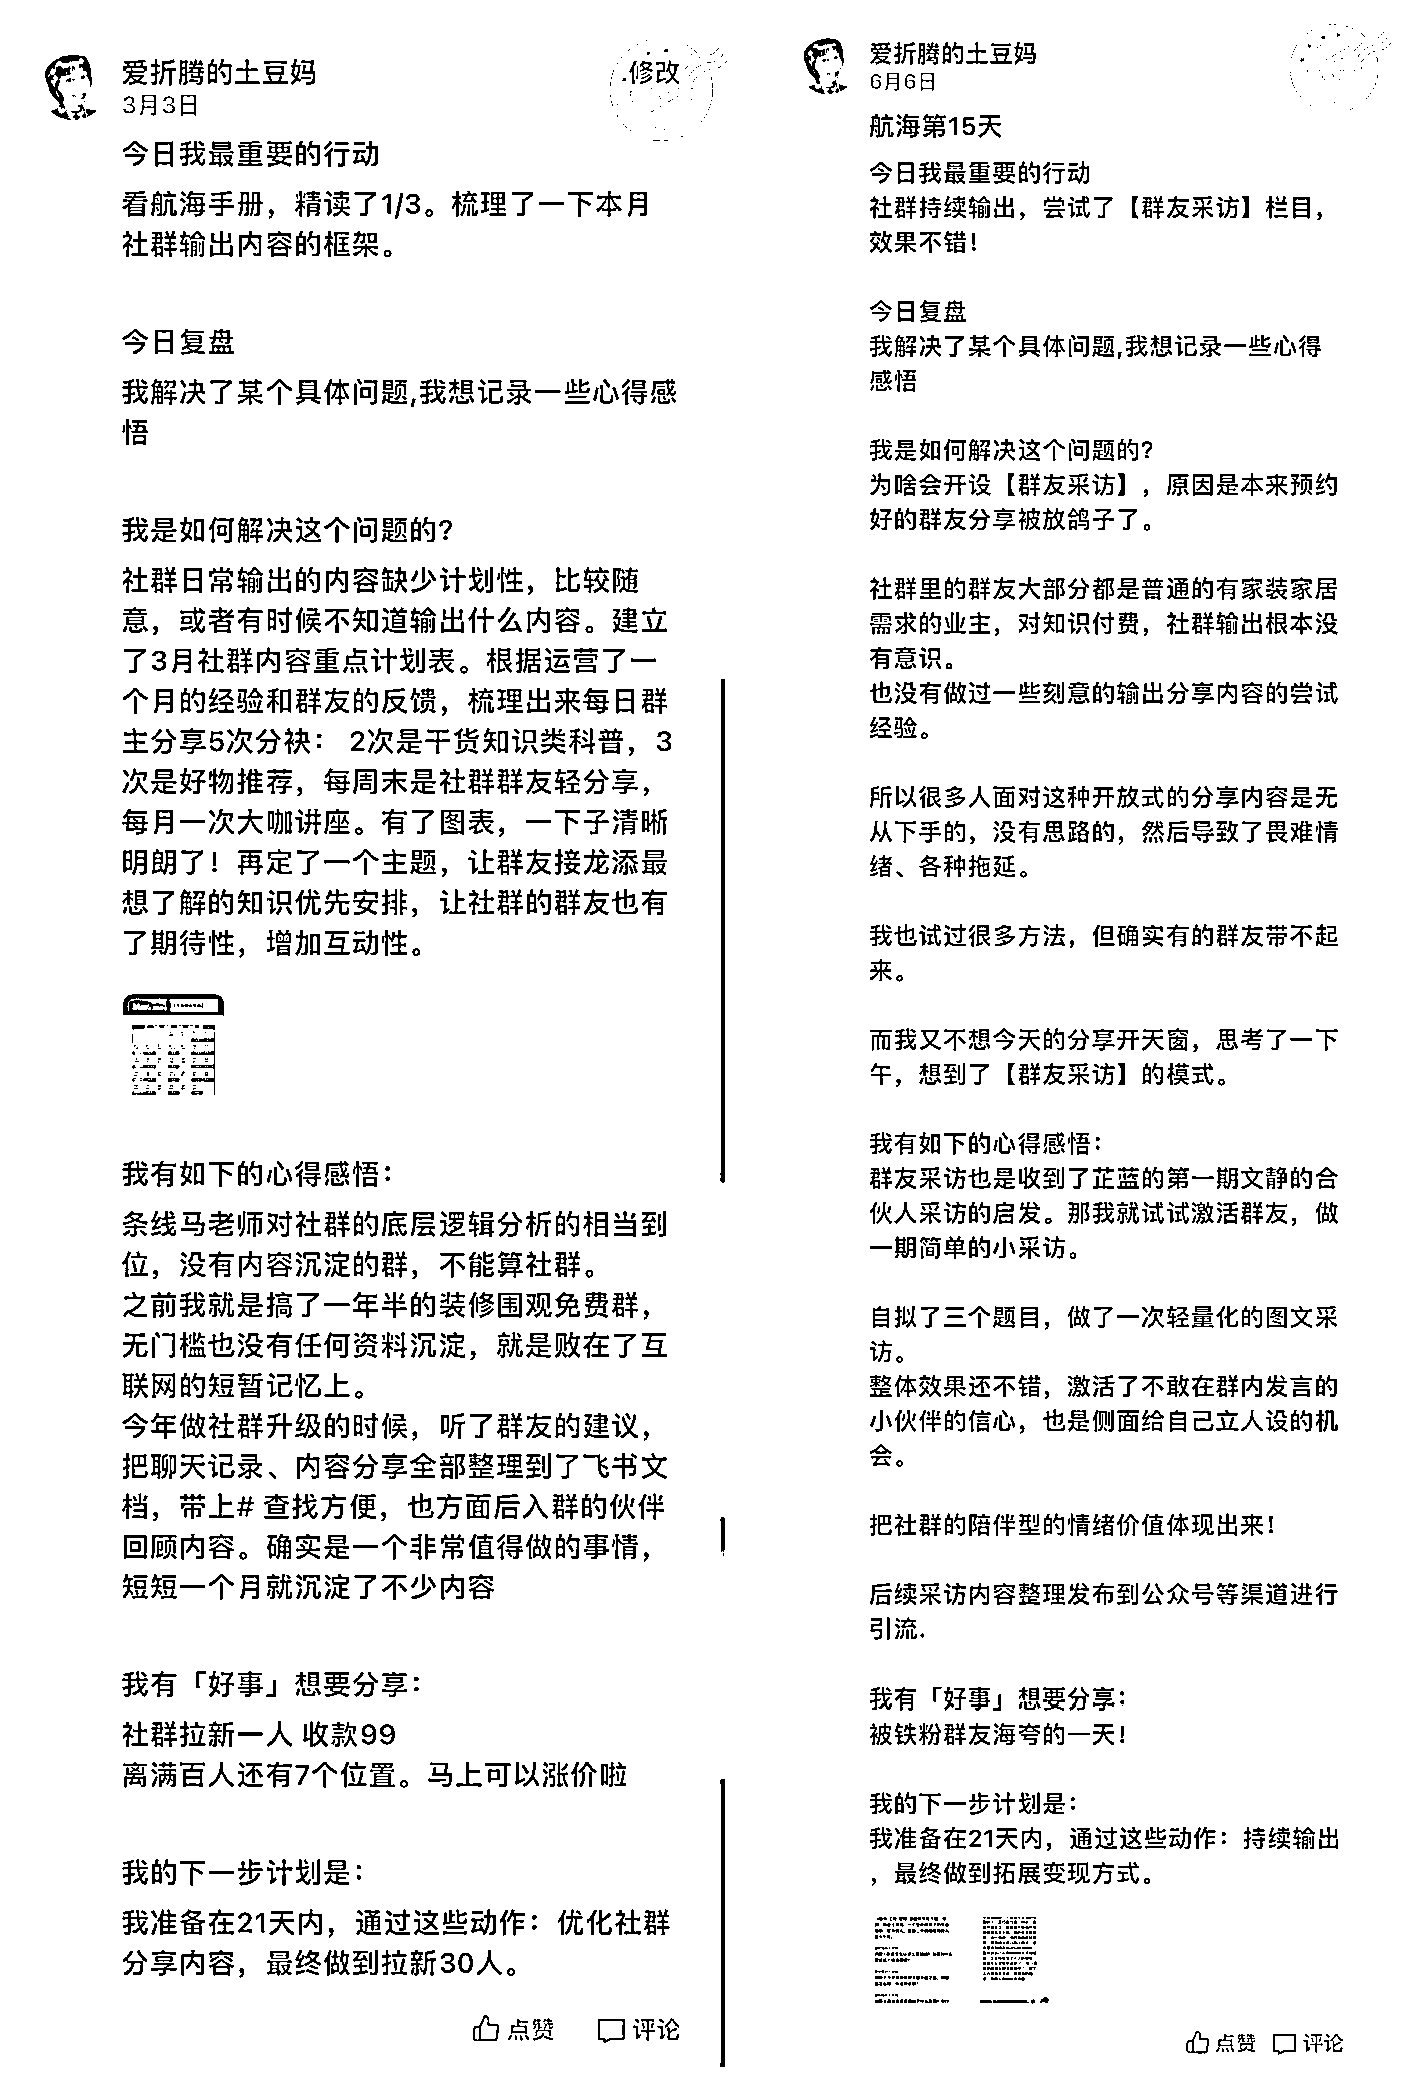 爱折腾的土豆妈
3月3日
.修改
今日我最重要的行动
看航海手册，精读了1/3。梳理了一下本月
社群输出内容的框架。
今日复盘
我解决了某个具体问题,我想记录一些心得感
悟
我是如何解决这个问题的?
社群日常输出的内容缺少计划性，比较随
意，或者有时候不知道输出什么内容。建立
了3月社群内容重点计划表。根据运营了一
个月的经验和群友的反馈，梳理出来每日群
主分享5次分袂： 2次是干货知识类科普，3
次是好物推荐，每周末是社群群友轻分享，
每月一次大咖讲座。有了图表，一下子清晰
明朗了！再定了一个主题，让群友接龙添最
想了解的知识优先安排，让社群的群友也有
了期待性，增加互动性。
我有如下的心得感悟：
条线马老师对社群的底层逻辑分析的相当到
位，没有内容沉淀的群，不能算社群。
之前我就是搞了一年半的装修围观免费群，
无门槛也没有任何资料沉淀，就是败在了互
联网的短暂记忆上。
今年做社群升级的时候，听了群友的建议，
把聊天记录、内容分享全部整理到了飞书文
档，带上# 查找方便，也方面后入群的伙伴
回顾内容。确实是一个非常值得做的事情，
短短一个月就沉淀了不少内容
我有「好事」想要分享：
社群拉新一人 收款99
离满百人还有7个位置。马上可以涨价啦
我的下一步计划是：
我准备在21天内，通过这些动作：优化社群
分享内容，最终做到拉新30人。
点赞 评论
爱折腾的土豆妈
6月6日
航海第15天
今日我最重要的行动
社群持续输出，尝试了【群友采访】栏目，
效果不错!
今日复盘
我解决了某个具体问题,我想记录一些心得
感悟
我是如何解决这个问题的?
为啥会开设【群友采访】，原因是本来预约
好的群友分享被放鸽子了。
社群里的群友大部分都是普通的有家装家居
需求的业主，对知识付费，社群输出根本没
有意识。
也没有做过一些刻意的输出分享内容的尝试
经验。
所以很多人面对这种开放式的分享内容是无
从下手的，没有思路的，然后导致了畏难情
绪、各种拖延。
我也试过很多方法，但确实有的群友带不起
来。
而我又不想今天的分享开天窗，思考了一下
午，想到了【群友采访】的模式。
我有如下的心得感悟：
群友采访也是收到了芷蓝的第一期文静的合
伙人采访的启发。那我就试试激活群友，做
一期简单的小采访。
自拟了三个题目，做了一次轻量化的图文采
访。
整体效果还不错，激活了不敢在群内发言的
小伙伴的信心，也是侧面给自己立人设的机
会。
把社群的陪伴型的情绪价值体现出来!
后续采访内容整理发布到公众号等渠道进行
引流.
我有「好事」想要分享：
被铁粉群友海夸的一天!
我的下一步计划是：
我准备在21天内，通过这些动作：持续输出
，最终做到拓展变现方式。
点赞 评论